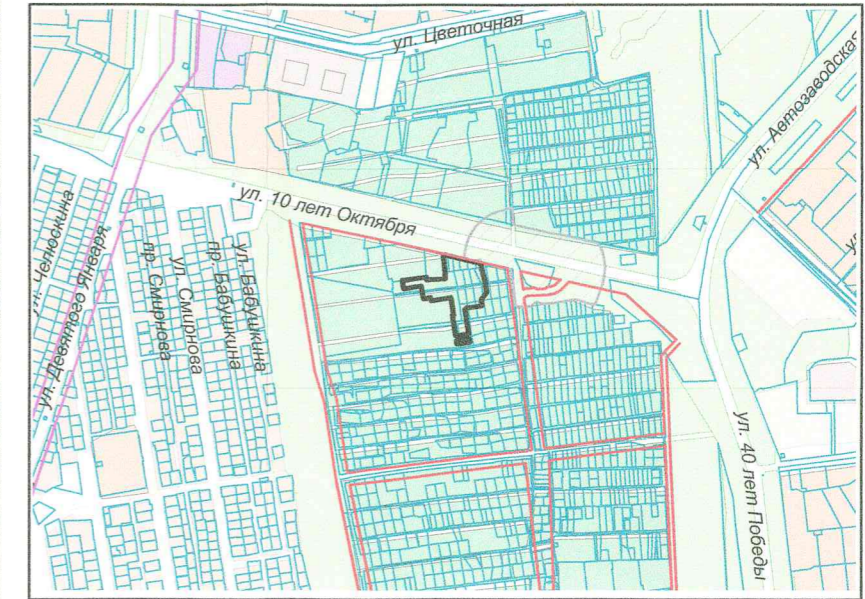 ул. Цветочная
ул. Автозаводская
ул. 10 лет Октября
ул. Челюскина
ул. Девятого Января
пр. Смирнова
ул. Смирнова
пр. Бабушкина
ул. Бабушкина
ул. 40 лет Победы